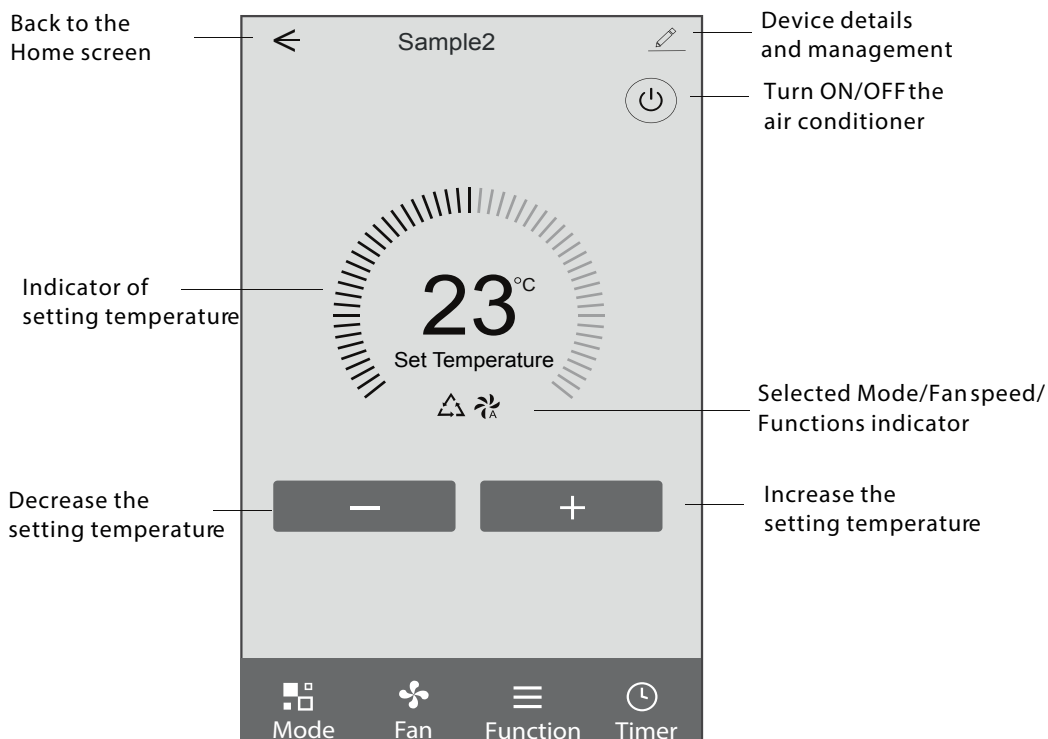 Back to the
Home screen
Sample2
Device details
and management
Turn ON/OFF the
air conditioner
Indicator of
setting temperature
23°C
Set Temperature
A
Selected Mode/Fan speed/
Functions indicator
Decrease the
setting temperature
Increase the
setting temperature
Mode
Fan
Function
Timer